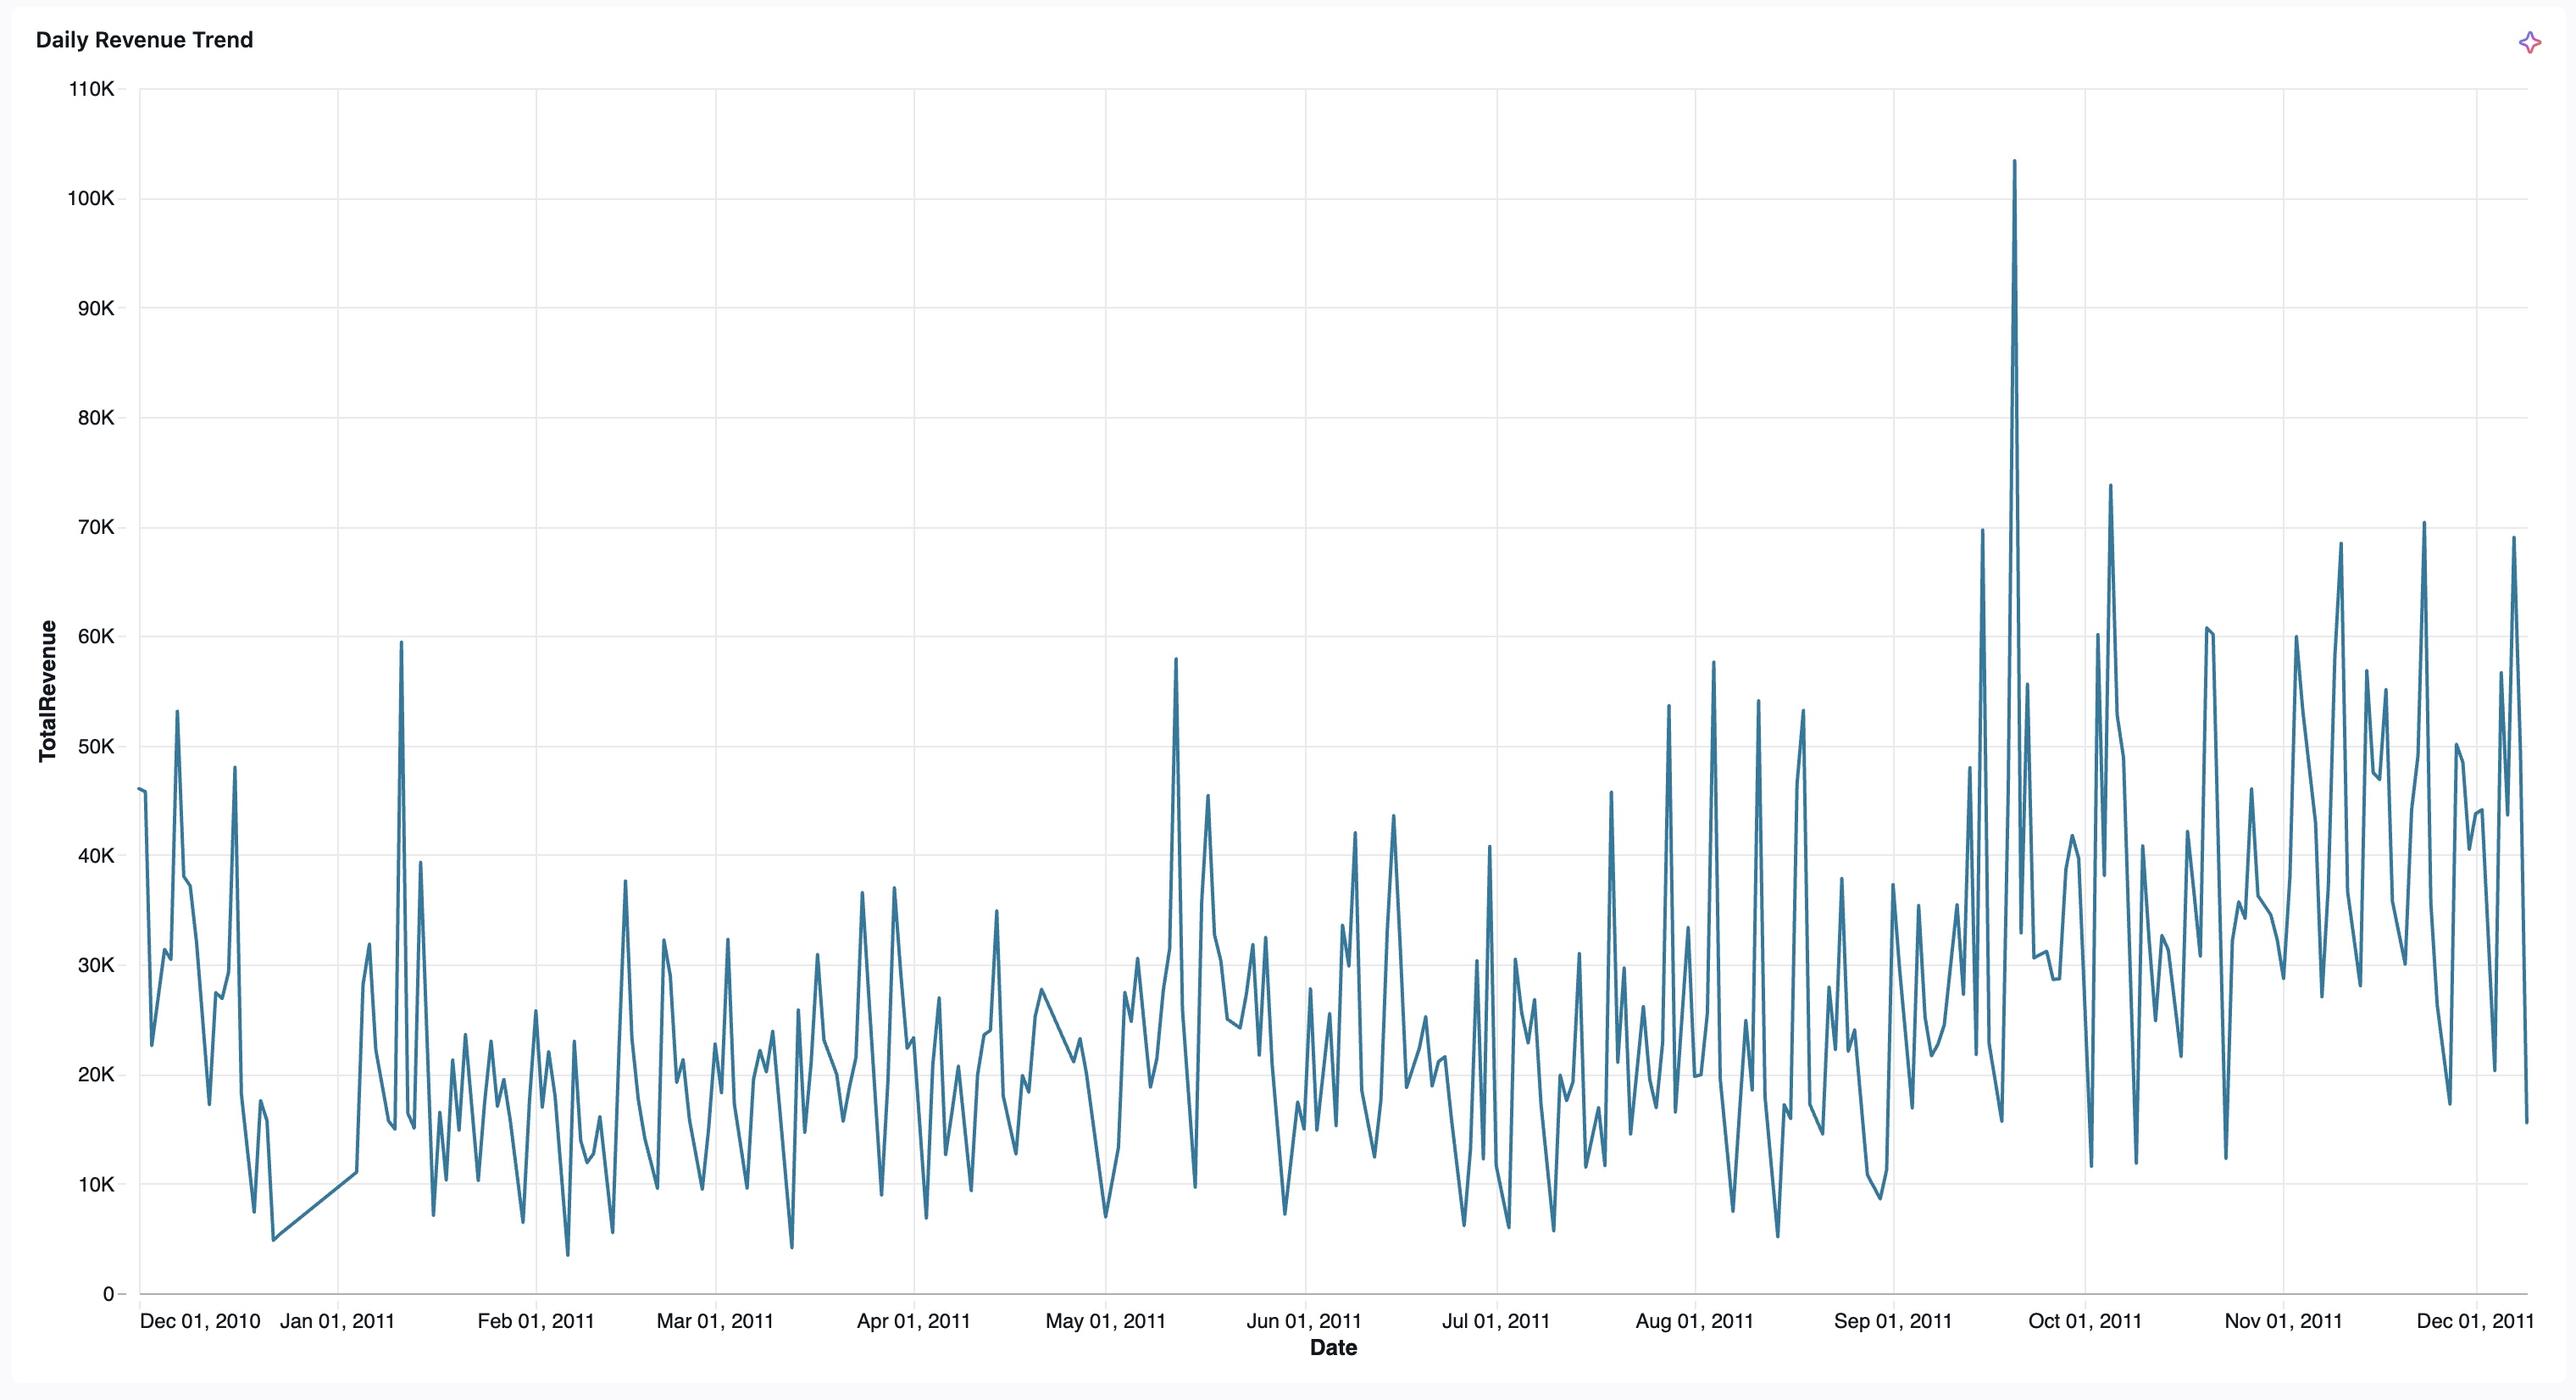 Daily Revenue Trend
110K
100K
90K
80K
70K
60K
50K
40K
30K
20K
10K
0
TotalRevenue
Dec 01, 2010 Jan 01, 2011 Feb 01, 2011 Mar 01, 2011 Apr 01, 2011 May 01, 2011 Jun 01, 2011 Jul 01, 2011 Aug 01, 2011 Sep 01, 2011 Oct 01, 2011 Nov 01, 2011 Dec 01, 2011
Date